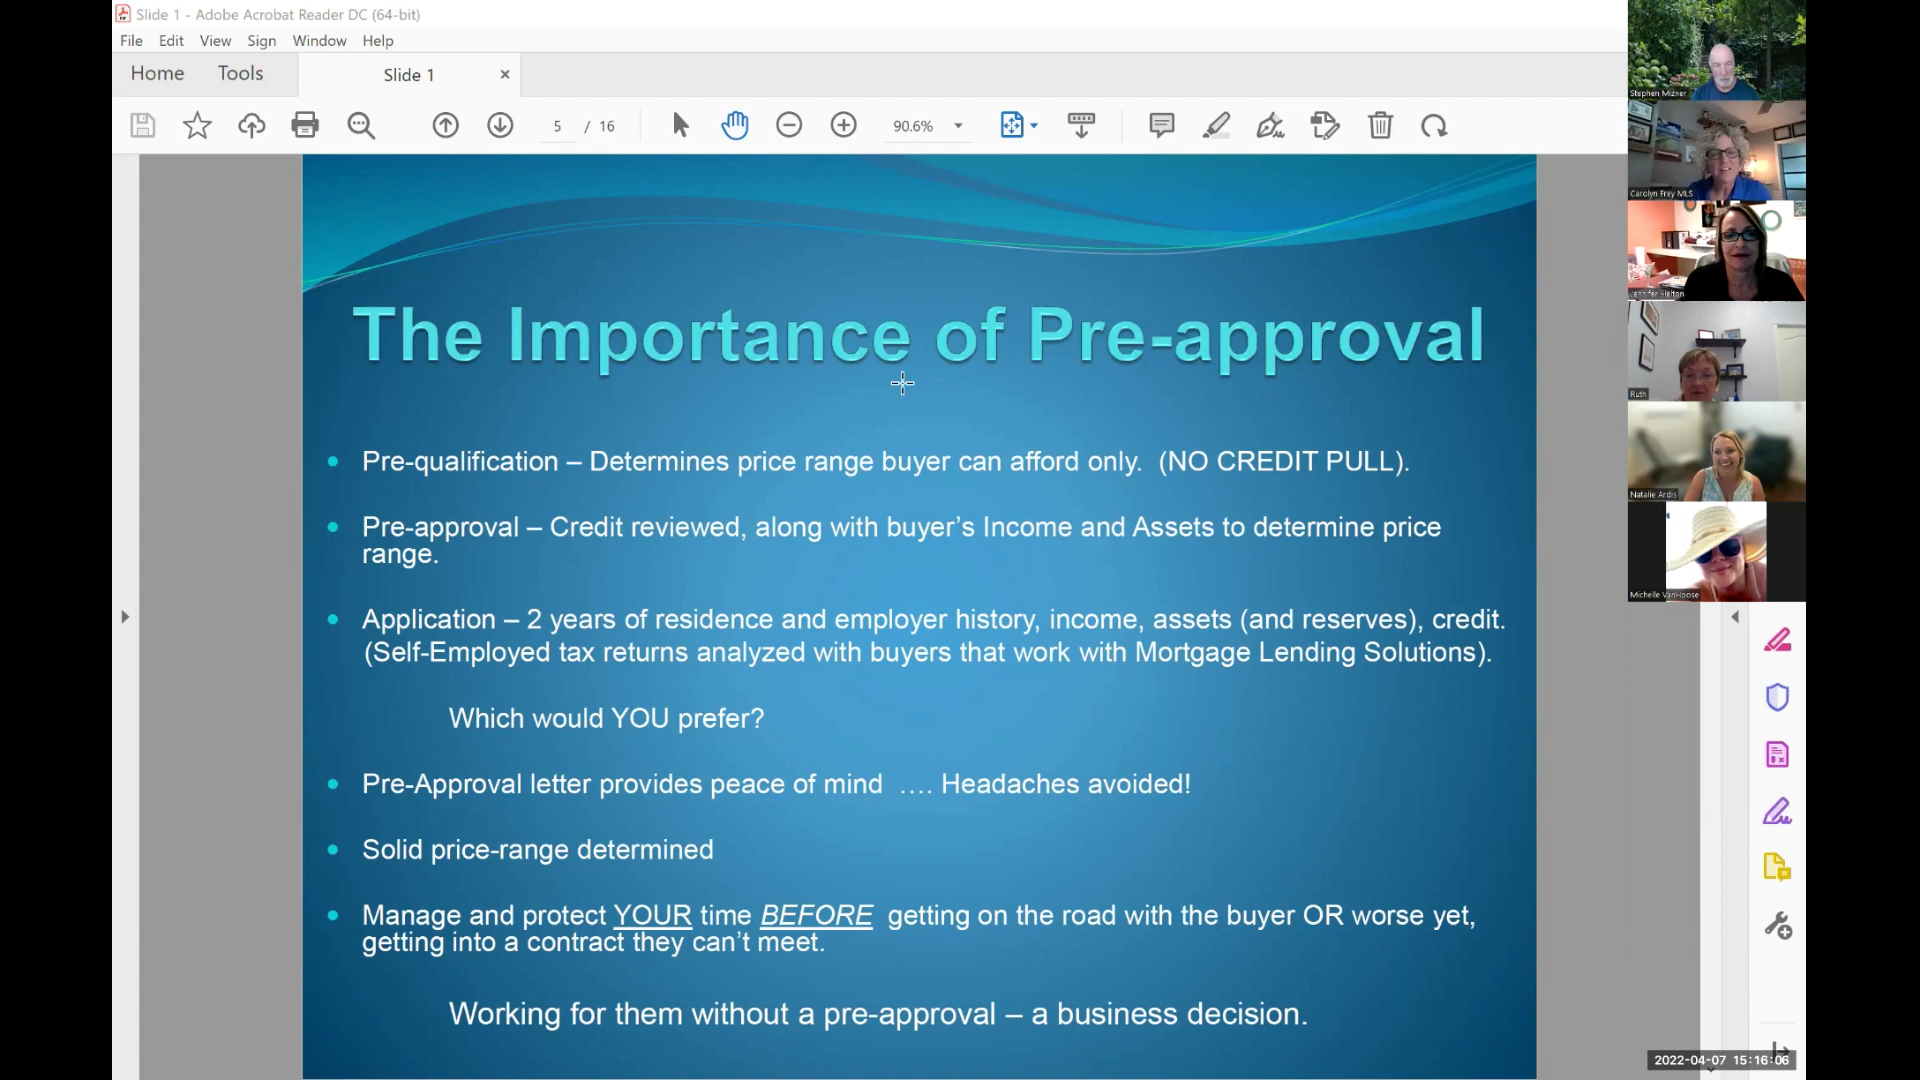 Slide 1 - Adobe Acrobat Reader DC (64-bit)
File Edit View Sign Window Help
Home Tools Slide 1
5 / 16 90.6%
The Importance of Pre-approval
Pre-qualification – Determines price range buyer can afford only. (NO CREDIT PULL).
Pre-approval – Credit reviewed, along with buyer’s Income and Assets to determine price
range.
Application – 2 years of residence and employer history, income, assets (and reserves), credit.
(Self-Employed tax returns analyzed with buyers that work with Mortgage Lending Solutions).
Which would YOU prefer?
Pre-Approval letter provides peace of mind …. Headaches avoided!
Solid price-range determined
Manage and protect YOUR time BEFORE getting on the road with the buyer OR worse yet,
getting into a contract they can’t meet.
Working for them without a pre-approval – a business decision.
Stephen Mizner
Carolyn Frey MLS
Jennifer Helton
Ruth
Natalie Ardis
Michelle VanHoose
2022-04-07 15:16:06